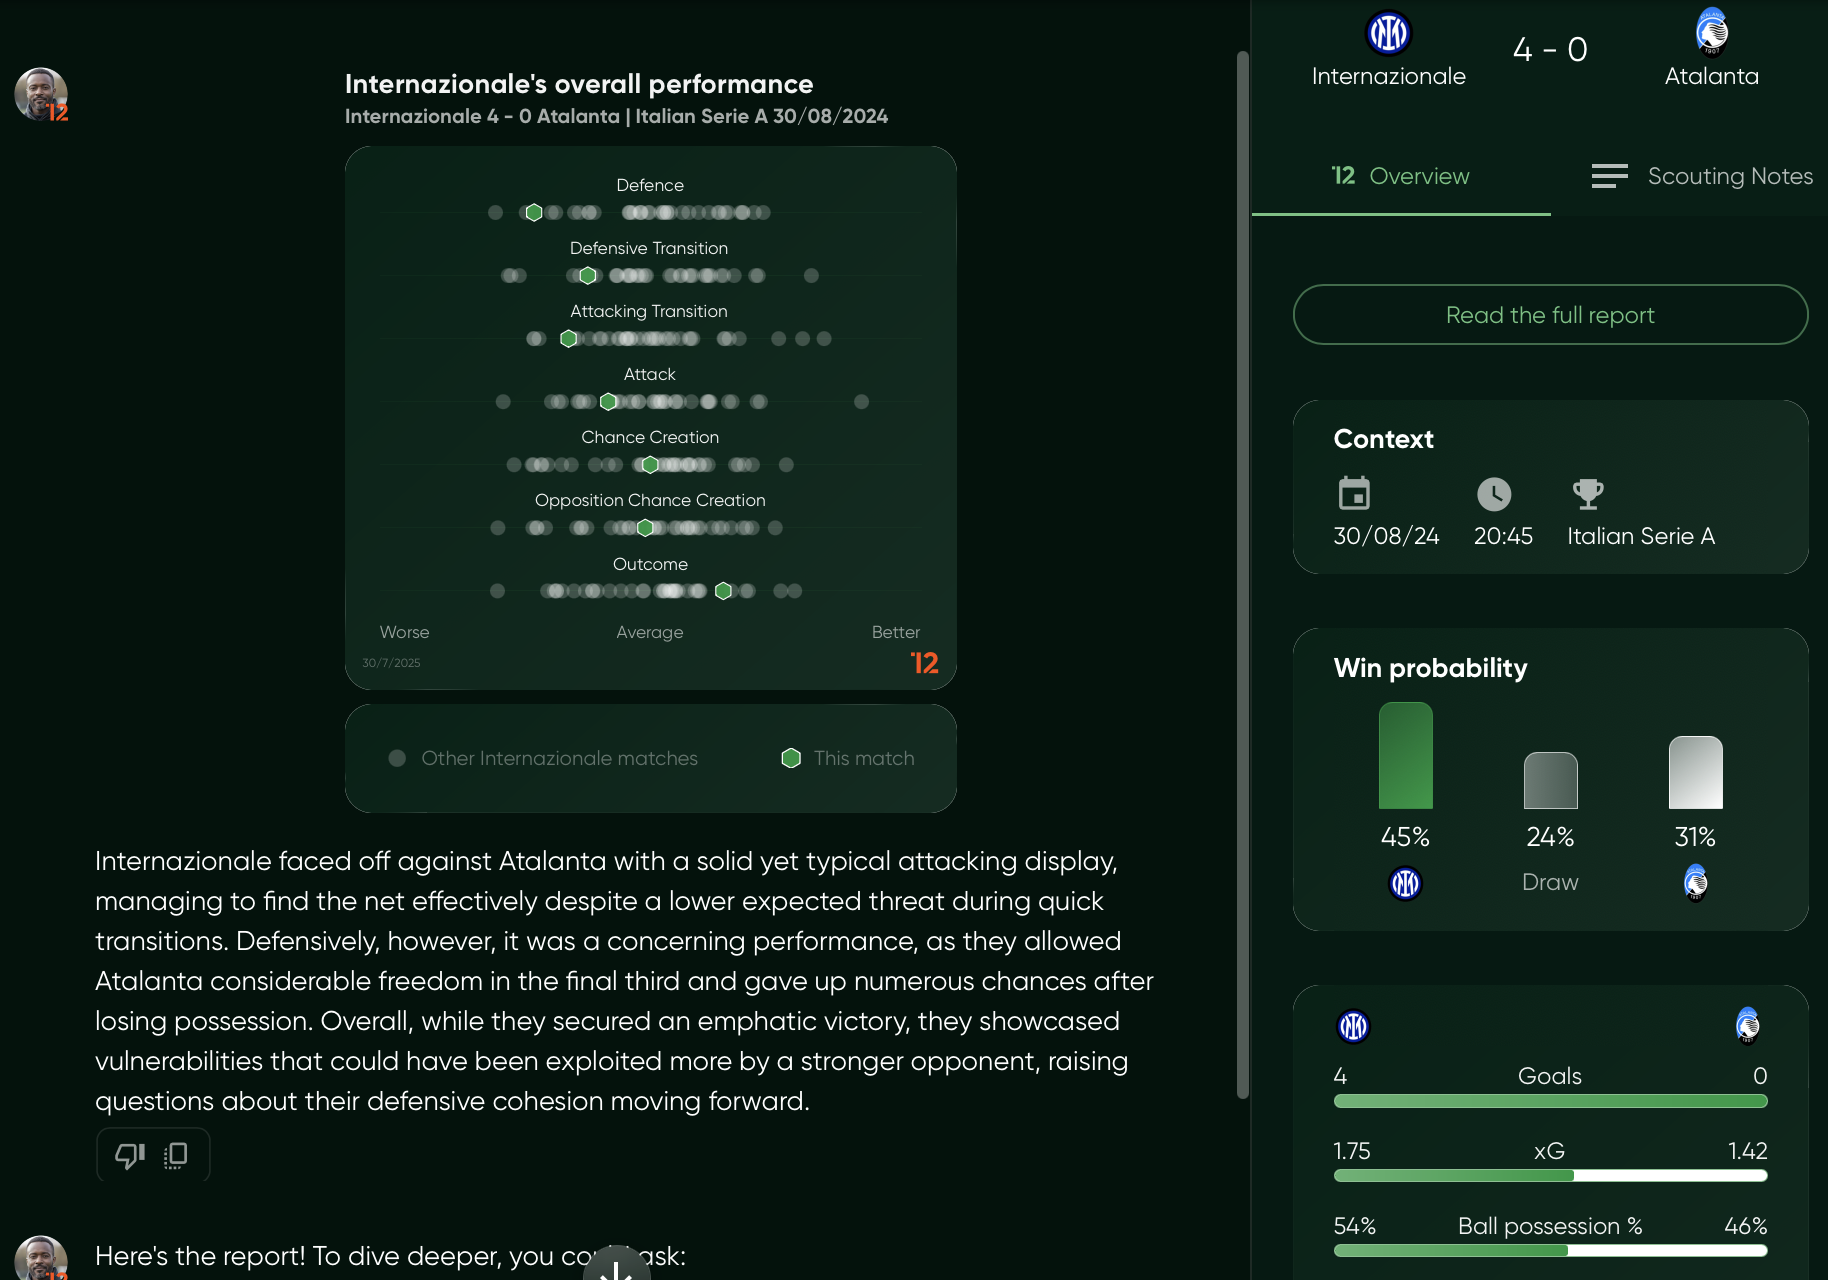 Internazionale's overall performance
Internazionale 4 - 0 Atalanta | Italian Serie A 30/08/2024
Defence
Defensive Transition
Attacking Transition
Attack
Chance Creation
Opposition Chance Creation
Outcome
Worse Average Better
30/7/2025
'12
Other Internazionale matches This match
Internazionale faced off against Atalanta with a solid yet typical attacking display,
managing to find the net effectively despite a lower expected threat during quick
transitions. Defensively, however, it was a concerning performance, as they allowed
Atalanta considerable freedom in the final third and gave up numerous chances after
losing possession. Overall, while they secured an emphatic victory, they showcased
vulnerabilities that could have been exploited more by a stronger opponent, raising
questions about their defensive cohesion moving forward.
'12
Here's the report! To dive deeper, you ask:
'12
Internazionale
4 - 0
Atalanta
'12 Overview
Scouting Notes
Read the full report
Context
30/08/24 20:45 Italian Serie A
Win probability
45% 24% 31%
Draw
4 Goals 0
1.75 xG 1.42
54% Ball possession % 46%